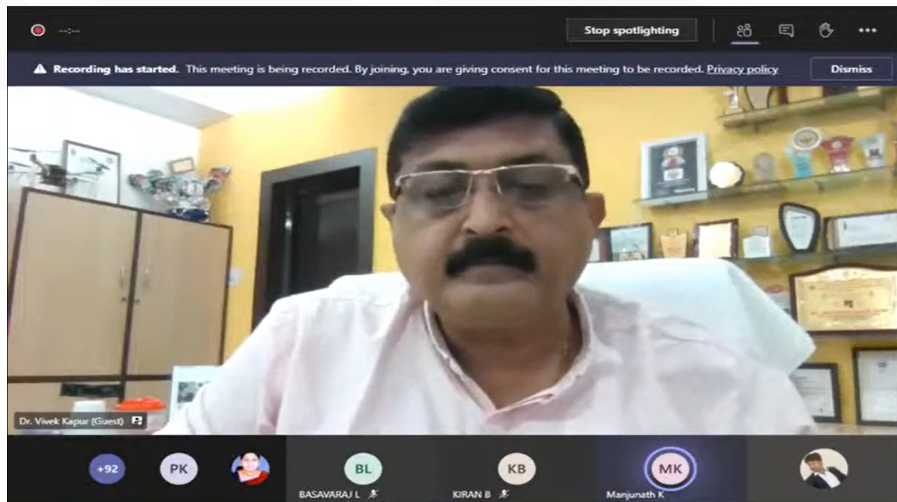 --:--
Stop spotlighting
Recording has started. This meeting is being recorded. By joining, you are giving consent for this meeting to be recorded. Privacy policy
Dismiss
Dr. Vivek Kapur (Guest)
+92
PK
BL
KB
MK
BASAVARAJ L
KIRAN B
Manjunath K